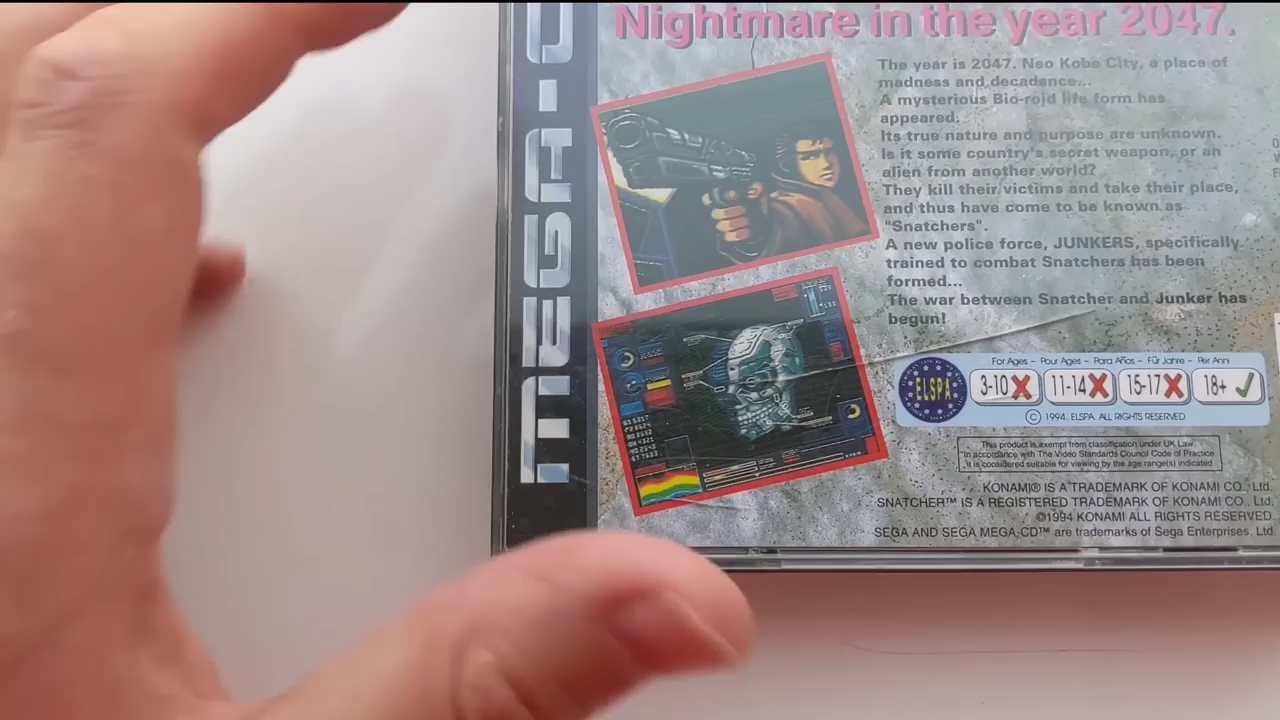 Nightmare in the year 2047.
MEGA-
The year is 2047. Neo Kobe City, a place of
madness and decadence...
A mysterious Bio-roid life form has
appeared.
Its true nature and purpose are unknown.
Is it some country's secret weapon, or an
alien from another world?
They kill their victims and take their place,
and thus have come to be known as
"Snatchers".
A new police force, JUNKERS, specifically
trained to combat Snatchers has been
formed...
The war between Snatcher and Junker has
begun!
For Ages – Pour Ages – Para Años – Für Jahre – Per Anni
ELSPA 3-10 11-14 15-17 18+
© 1994. ELSPA. ALL RIGHTS RESERVED
This product is exempt from classification under UK Law.
In accordance with The Video Standards Council Code of Practice
it is considered suitable for viewing by the age range(s) indicated
KONAMI® IS A TRADEMARK OF KONAMI CO., Ltd.
SNATCHER™ IS A REGISTERED TRADEMARK OF KONAMI CO., Ltd.
©1994 KONAMI ALL RIGHTS RESERVED.
SEGA AND SEGA MEGA-CD™ are trademarks of Sega Enterprises, Ltd